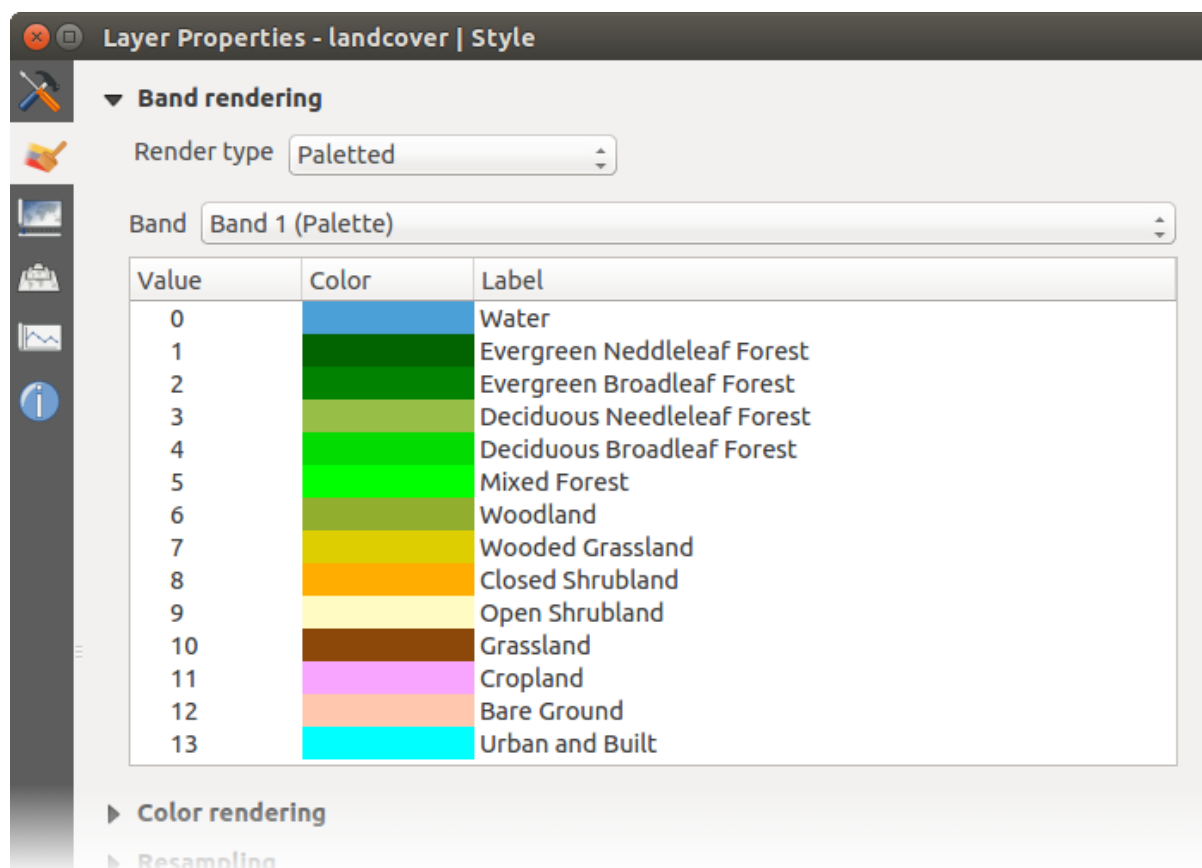 Layer Properties - landcover | Style
Band rendering
Render type Paletted
Band Band 1 (Palette)
Value Color Label
0 Water
1 Evergreen Neddleleaf Forest
2 Evergreen Broadleaf Forest
3 Deciduous Needleleaf Forest
4 Deciduous Broadleaf Forest
5 Mixed Forest
6 Woodland
7 Wooded Grassland
8 Closed Shrubland
9 Open Shrubland
10 Grassland
11 Cropland
12 Bare Ground
13 Urban and Built
Color rendering
Resampling